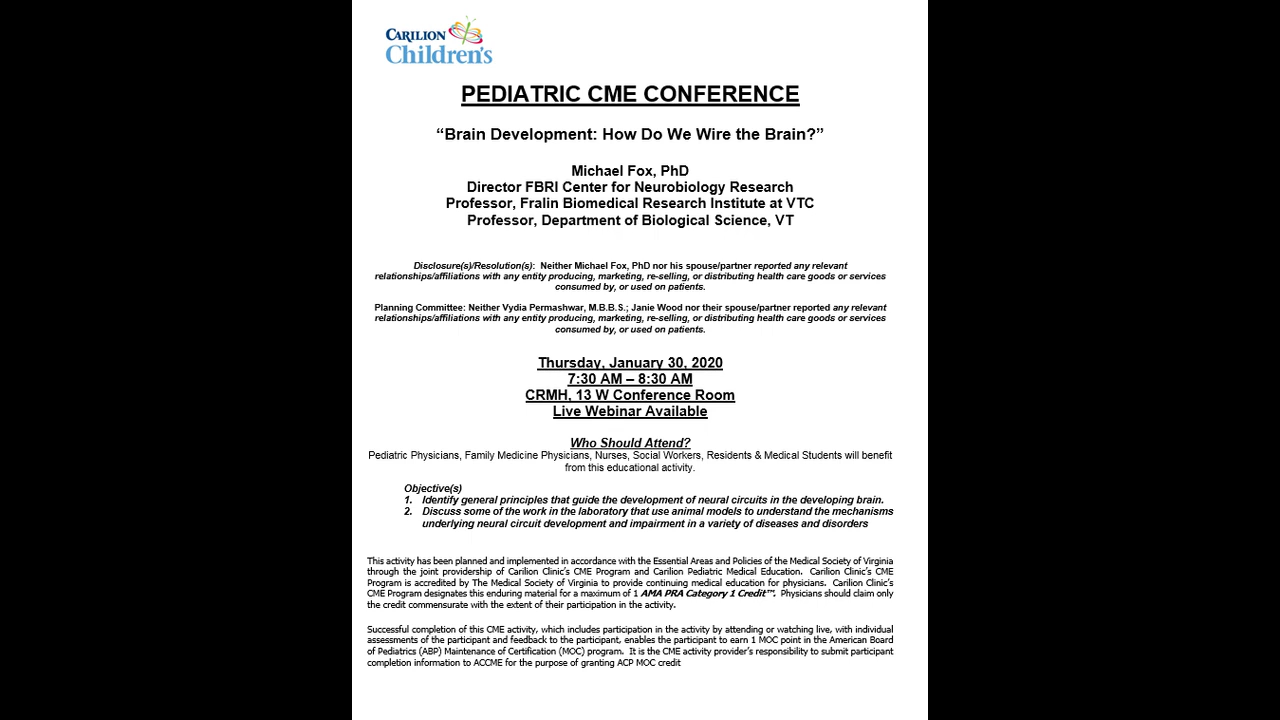 CARILION
Children's
PEDIATRIC CME CONFERENCE
“Brain Development: How Do We Wire the Brain?”
Michael Fox, PhD
Director FBRI Center for Neurobiology Research
Professor, Fralin Biomedical Research Institute at VTC
Professor, Department of Biological Science, VT
Disclosure(s)/Resolution(s): Neither Michael Fox, PhD nor his spouse/partner reported any relevant
relationships/affiliations with any entity producing, marketing, re-selling, or distributing health care goods or services
consumed by, or used on patients.
Planning Committee: Neither Vydia Permashwar, M.B.B.S.; Janie Wood nor their spouse/partner reported any relevant
relationships/affiliations with any entity producing, marketing, re-selling, or distributing health care goods or services
consumed by, or used on patients.
Thursday, January 30, 2020
7:30 AM – 8:30 AM
CRMH, 13 W Conference Room
Live Webinar Available
Who Should Attend?
Pediatric Physicians, Family Medicine Physicians, Nurses, Social Workers, Residents & Medical Students will benefit
from this educational activity.
Objective(s)
1. Identify general principles that guide the development of neural circuits in the developing brain.
2. Discuss some of the work in the laboratory that use animal models to understand the mechanisms
underlying neural circuit development and impairment in a variety of diseases and disorders
This activity has been planned and implemented in accordance with the Essential Areas and Policies of the Medical Society of Virginia
through the joint providership of Carilion Clinic's CME Program and Carilion Pediatric Medical Education. Carilion Clinic's CME
Program is accredited by The Medical Society of Virginia to provide continuing medical education for physicians. Carilion Clinic's
CME Program designates this enduring material for a maximum of 1 AMA PRA Category 1 Credit™. Physicians should claim only
the credit commensurate with the extent of their participation in the activity.
Successful completion of this CME activity, which includes participation in the activity by attending or watching live, with individual
assessments of the participant and feedback to the participant, enables the participant to earn 1 MOC point in the American Board
of Pediatrics (ABP) Maintenance of Certification (MOC) program. It is the CME activity provider's responsibility to submit participant
completion information to ACCME for the purpose of granting ACP MOC credit